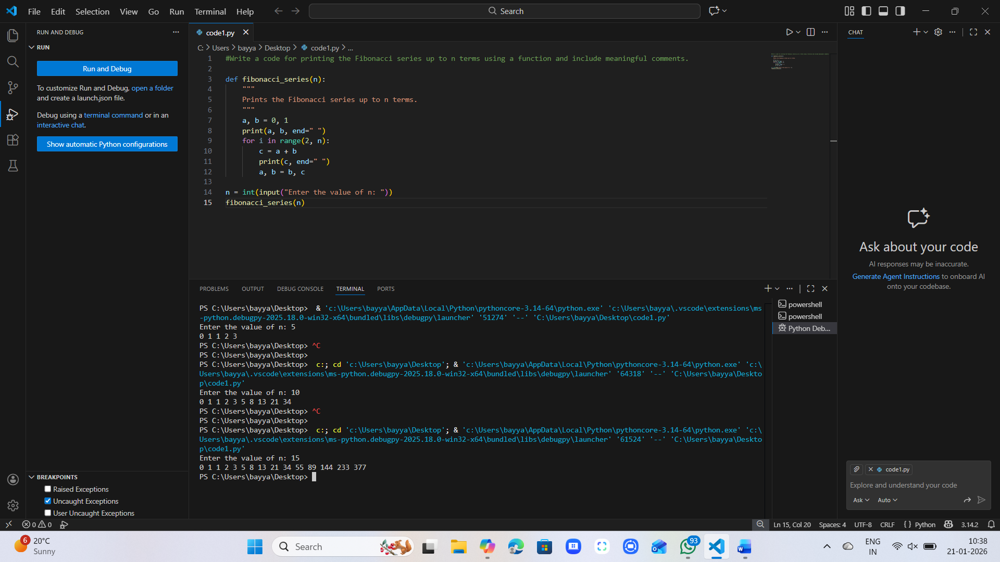 File Edit Selection View Go Run Terminal Help
Search
RUN AND DEBUG
RUN
Run and Debug
To customize Run and Debug, open a folder
and create a launch.json file.
Debug using a terminal command or in an
interactive chat.
Show automatic Python configurations
BREAKPOINTS
Raised Exceptions
Uncaught Exceptions
User Uncaught Exceptions
code1.py
C: > Users > bayya > Desktop > code1.py > ...
1 #Write a code for printing the Fibonacci series up to n terms using a function and include meaningful comments.
2
3 def fibonacci_series(n):
4     """
5     Prints the Fibonacci series up to n terms.
6     """
7     a, b = 0, 1
8     print(a, b, end=" ")
9     for i in range(2, n):
10         c = a + b
11         print(c, end=" ")
12         a, b = b, c
13
14 n = int(input("Enter the value of n: "))
15 fibonacci_series(n)
PROBLEMS OUTPUT DEBUG CONSOLE TERMINAL PORTS
PS C:\Users\bayya\Desktop>  & 'c:\Users\bayya\AppData\Local\Python\pythoncore-3.14-64\python.exe' 'c:\Users\bayya\.vscode\extensions\ms
-python.debugpy-2025.18.0-win32-x64\bundled\libs\debugpy\launcher' '51274' '--' 'C:\Users\bayya\Desktop\code1.py'
Enter the value of n: 5
0 1 1 2 3
PS C:\Users\bayya\Desktop> ^C
PS C:\Users\bayya\Desktop>
PS C:\Users\bayya\Desktop>  c:; cd 'c:\Users\bayya\Desktop'; & 'c:\Users\bayya\AppData\Local\Python\pythoncore-3.14-64\python.exe' 'c:\
Users\bayya\.vscode\extensions\ms-python.debugpy-2025.18.0-win32-x64\bundled\libs\debugpy\launcher' '64318' '--' 'C:\Users\bayya\Deskto
p\code1.py'
Enter the value of n: 10
0 1 1 2 3 5 8 13 21 34
PS C:\Users\bayya\Desktop> ^C
PS C:\Users\bayya\Desktop>
PS C:\Users\bayya\Desktop>  c:; cd 'c:\Users\bayya\Desktop'; & 'c:\Users\bayya\AppData\Local\Python\pythoncore-3.14-64\python.exe' 'c:\
Users\bayya\.vscode\extensions\ms-python.debugpy-2025.18.0-win32-x64\bundled\libs\debugpy\launcher' '61524' '--' 'C:\Users\bayya\Deskto
p\code1.py'
Enter the value of n: 15
0 1 1 2 3 5 8 13 21 34 55 89 144 233 377
PS C:\Users\bayya\Desktop>
powershell
powershell
Python Deb...
CHAT
Ask about your code
AI responses may be inaccurate.
Generate Agent Instructions to onboard AI
onto your codebase.
code1.py
Explore and understand your code
Ask Auto
0 0
Ln 15, Col 20 Spaces: 4 UTF-8 CRLF { } Python 3.14.2
6
20°C
Sunny
Search
93
ENG
IN
10:38
21-01-2026